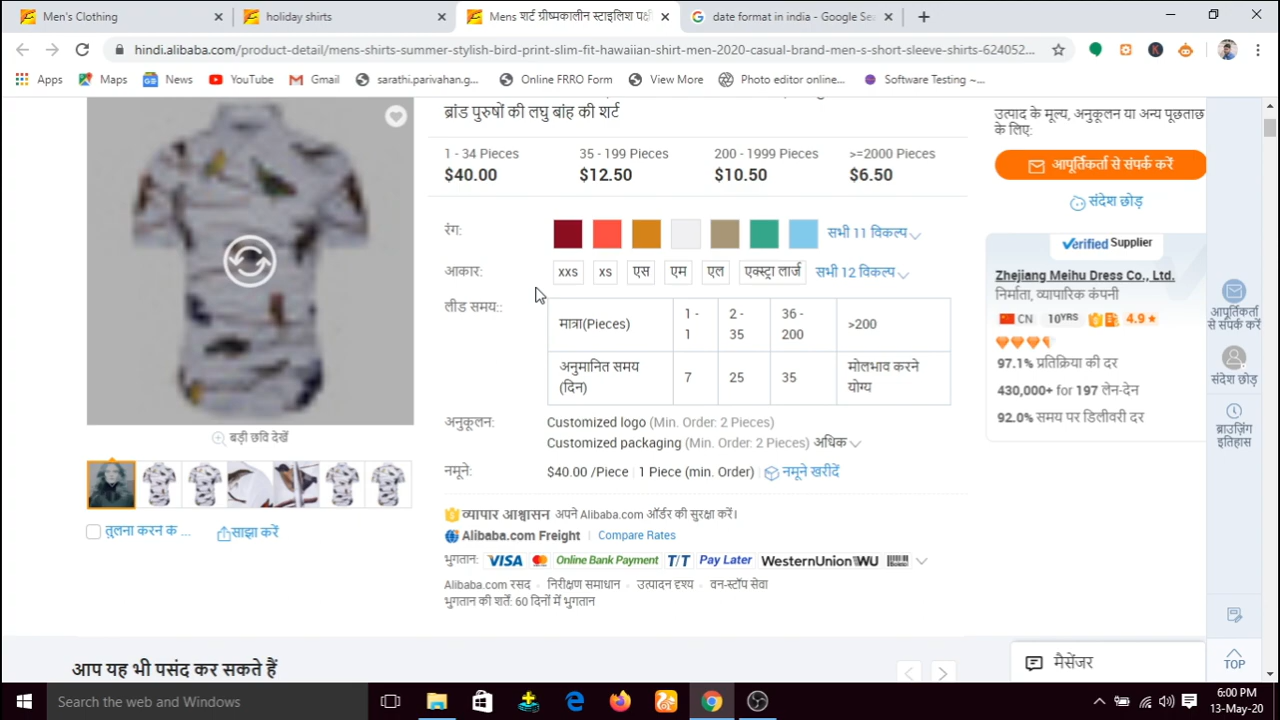 Men's Clothing
holiday shirts
Mens शर्ट ग्रीष्मकालीन स्टाइलिश पक्षी
date format in india - Google Sea
hindi.alibaba.com/product-detail/mens-shirts-summer-stylish-bird-print-slim-fit-hawaiian-shirt-men-2020-casual-brand-men-s-short-sleeve-shirts-624052...
Apps
Maps
News
YouTube
Gmail
sarathi.parivahan.g...
Online FRRO Form
View More
Photo editor online...
Software Testing ~...
ब्रांड पुरुषों की लघु बांह की शर्ट
1 - 34 Pieces
35 - 199 Pieces
200 - 1999 Pieces
>=2000 Pieces
$40.00
$12.50
$10.50
$6.50
रंग:
सभी 11 विकल्प
आकार:
xxs
xs
एस
एम
एल
एक्स्ट्रा लार्ज
सभी 12 विकल्प
लीड समय::
मात्रा(Pieces)
1 - 1
2 - 35
36 - 200
>200
अनुमानित समय (दिन)
7
25
35
मोलभाव करने योग्य
अनुकूलन:
Customized logo (Min. Order: 2 Pieces)
Customized packaging (Min. Order: 2 Pieces) अधिक
नमूने:
$40.00 /Piece | 1 Piece (min. Order)
नमूने खरीदें
व्यापार आश्वासन अपने Alibaba.com ऑर्डर की सुरक्षा करें।
Alibaba.com Freight | Compare Rates
भुगतान: VISA Online Bank Payment T/T Pay Later WesternUnion WU
Alibaba.com रसद • निरीक्षण समाधान • उत्पादन दृश्य • वन-स्टॉप सेवा
भुगतान की शर्तें: 60 दिनों में भुगतान
बड़ी छवि देखें
तुलना करन क ...
साझा करें
आप यह भी पसंद कर सकते हैं
उत्पाद के मूल्य, अनुकूलन या अन्य पूछताछ
के लिए:
आपूर्तिकर्ता से संपर्क करें
संदेश छोड़
Verified Supplier
Zhejiang Meihu Dress Co., Ltd.
निर्माता, व्यापारिक कंपनी
CN 10YRS 4.9
97.1% प्रतिक्रिया की दर
430,000+ for 197 लेन-देन
92.0% समय पर डिलीवरी दर
आपूर्तिकर्ता
से संपर्क करें
संदेश छोड़
ब्राउज़िंग
इतिहास
TOP
मैसेंजर
Search the web and Windows
6:00 PM
13-May-20